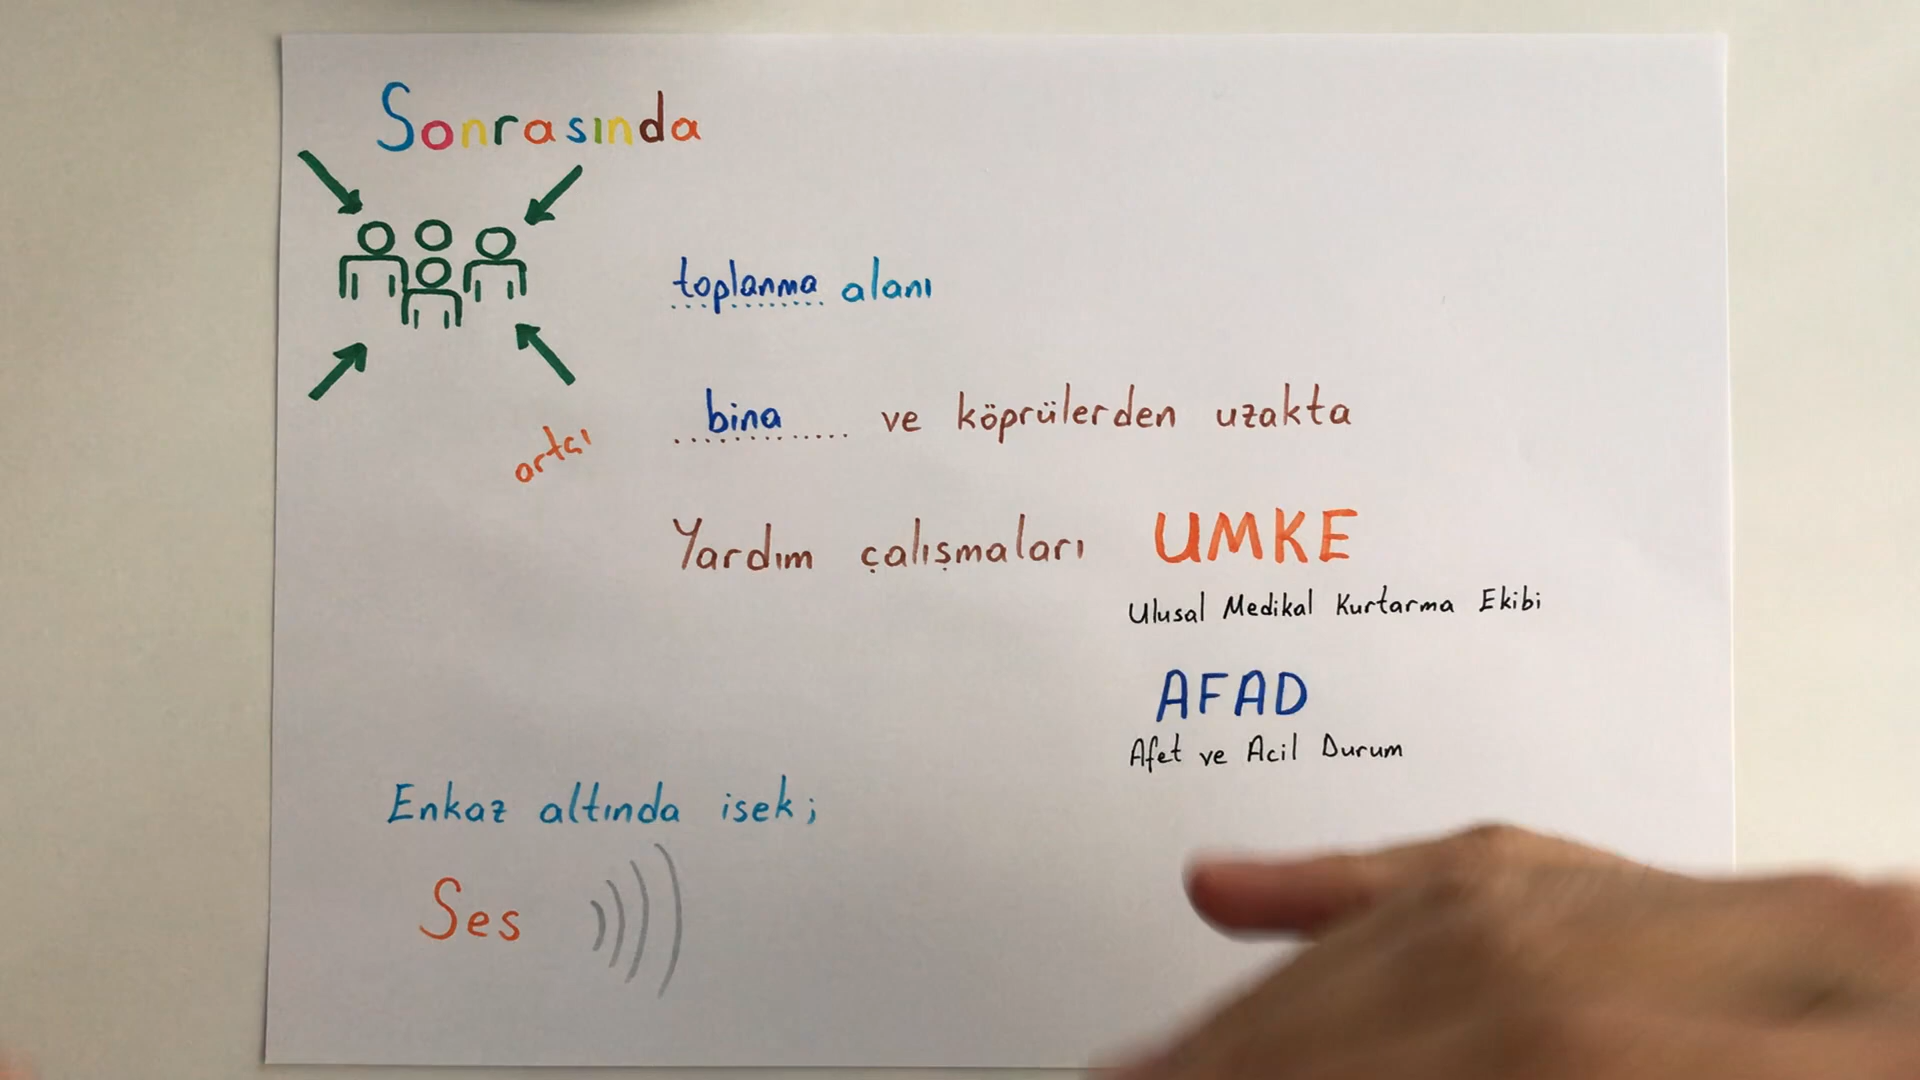 Sonrasında
toplanma alanı
bina ve köprülerden uzakta
artçı
Yardım çalışmaları UMKE
Ulusal Medikal Kurtarma Ekibi
AFAD
Afet ve Acil Durum
Enkaz altında isek;
Ses